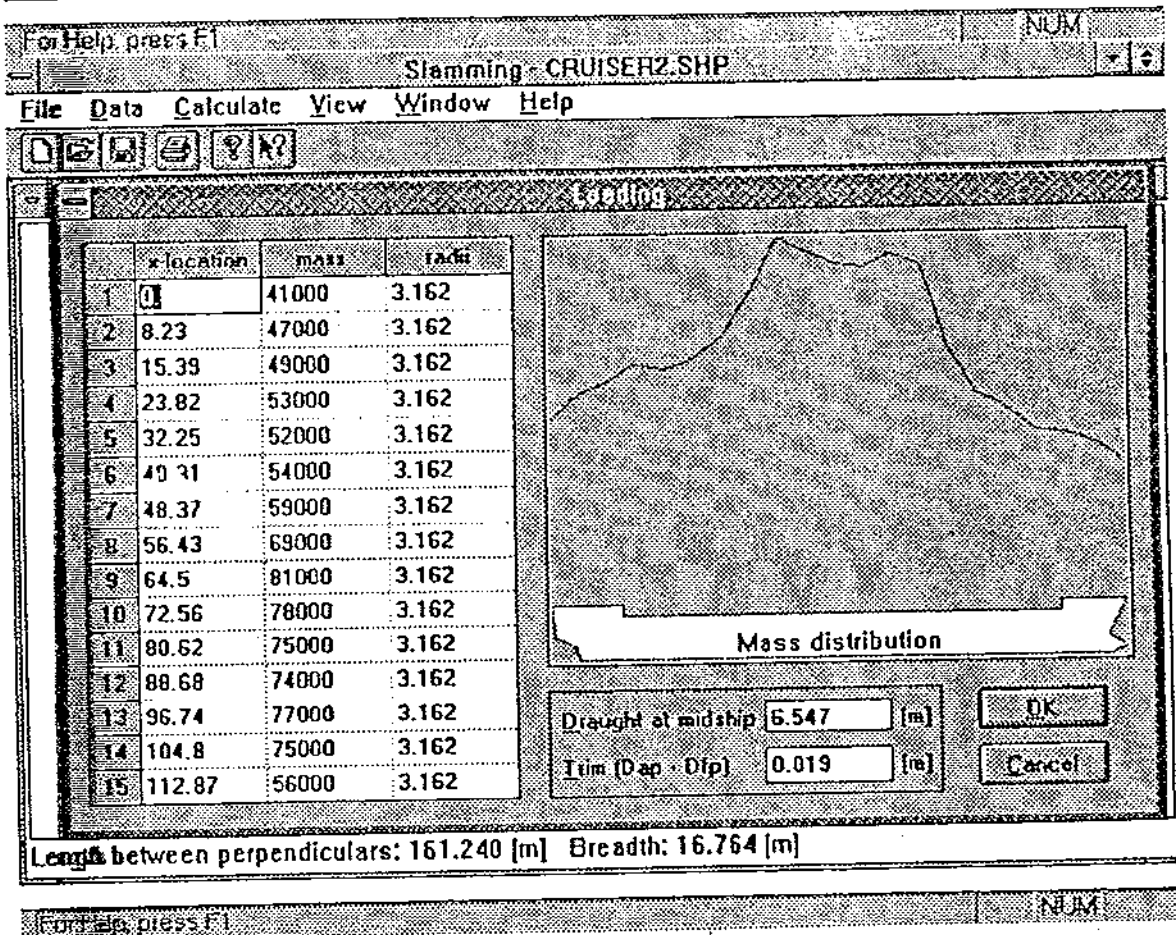 For Help, press F1 NUM
Slamming - CRUISER2.SHP
File Data Calculate View Window Help
Loading
x-location mass radii
1 0 41000 3.162
2 8.23 47000 3.162
3 15.39 49000 3.162
4 23.82 53000 3.162
5 32.25 52000 3.162
6 40.31 54000 3.162
7 48.37 59000 3.162
8 56.43 69000 3.162
9 64.5 81000 3.162
10 72.56 78000 3.162
11 80.62 75000 3.162
12 88.68 74000 3.162
13 96.74 77000 3.162
14 104.8 75000 3.162
15 112.87 56000 3.162
Mass distribution
Draught at midship 6.547 [m]
Trim (Dap - Dfp) 0.019 [m]
OK
Cancel
Length between perpendiculars: 161.240 [m] Breadth: 16.764 [m]
For Help, press F1 NUM